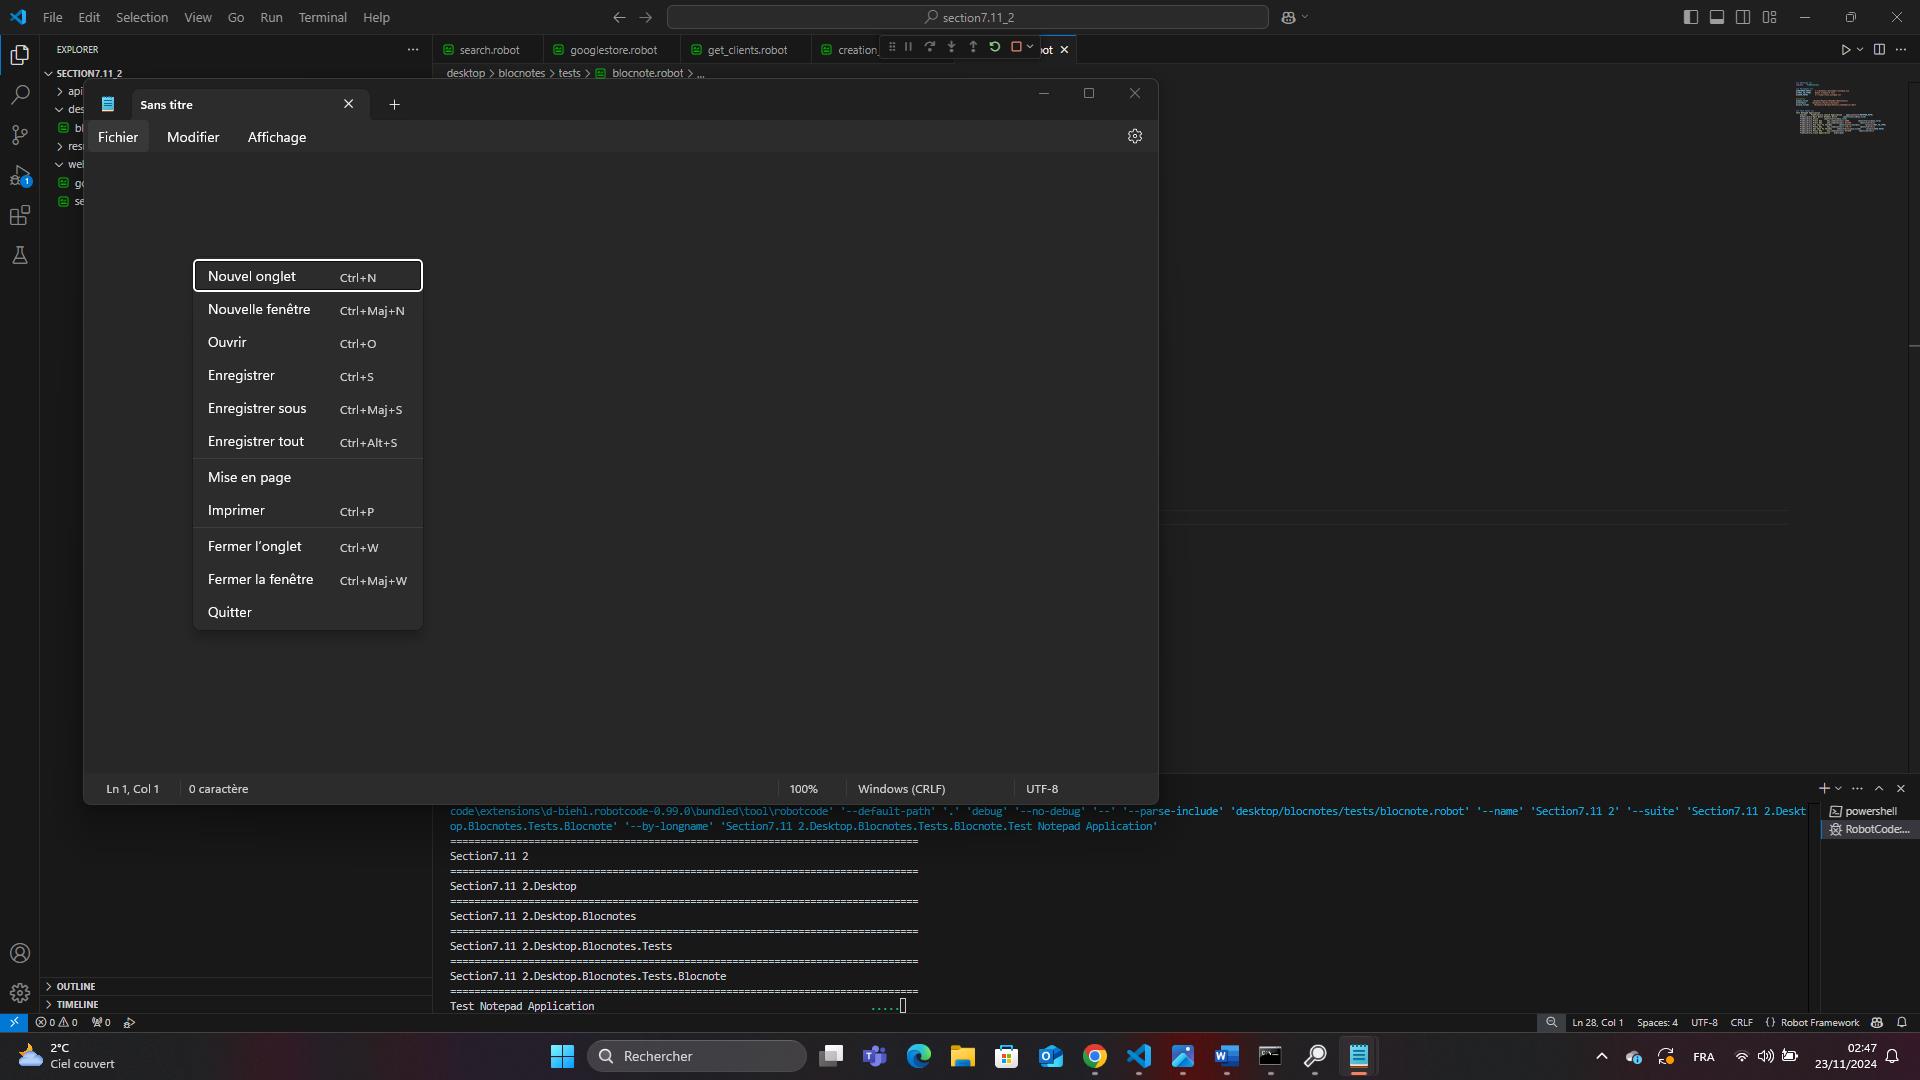 File Edit Selection View Go Run Terminal Help
section7.11_2
EXPLORER
search.robot googlestore.robot get_clients.robot creation_ bot
SECTION7.11_2
desktop > blocnotes > tests > blocnote.robot > ...
api
des
bl
res
we
go
se
Sans titre
Fichier Modifier Affichage
Nouvel onglet Ctrl+N
Nouvelle fenêtre Ctrl+Maj+N
Ouvrir Ctrl+O
Enregistrer Ctrl+S
Enregistrer sous Ctrl+Maj+S
Enregistrer tout Ctrl+Alt+S
Mise en page
Imprimer Ctrl+P
Fermer l'onglet Ctrl+W
Fermer la fenêtre Ctrl+Maj+W
Quitter
Ln 1, Col 1 0 caractère 100% Windows (CRLF) UTF-8
code\extensions\d-biehl.robotcode-0.99.0\bundled\tool\robotcode' '--default-path' '.' 'debug' '--no-debug' '--' '--parse-include' 'desktop/blocnotes/tests/blocnote.robot' '--name' 'Section7.11 2' '--suite' 'Section7.11 2.Deskt
op.Blocnotes.Tests.Blocnote' '--by-longname' 'Section7.11 2.Desktop.Blocnotes.Tests.Blocnote.Test Notepad Application'
==============================================================================
Section7.11 2
==============================================================================
Section7.11 2.Desktop
==============================================================================
Section7.11 2.Desktop.Blocnotes
==============================================================================
Section7.11 2.Desktop.Blocnotes.Tests
==============================================================================
Section7.11 2.Desktop.Blocnotes.Tests.Blocnote
==============================================================================
Test Notepad Application .....
powershell
RobotCode:...
OUTLINE
TIMELINE
0 0 0 Ln 28, Col 1 Spaces: 4 UTF-8 CRLF {} Robot Framework
2°C
Ciel couvert
Rechercher
FRA
02:47
23/11/2024